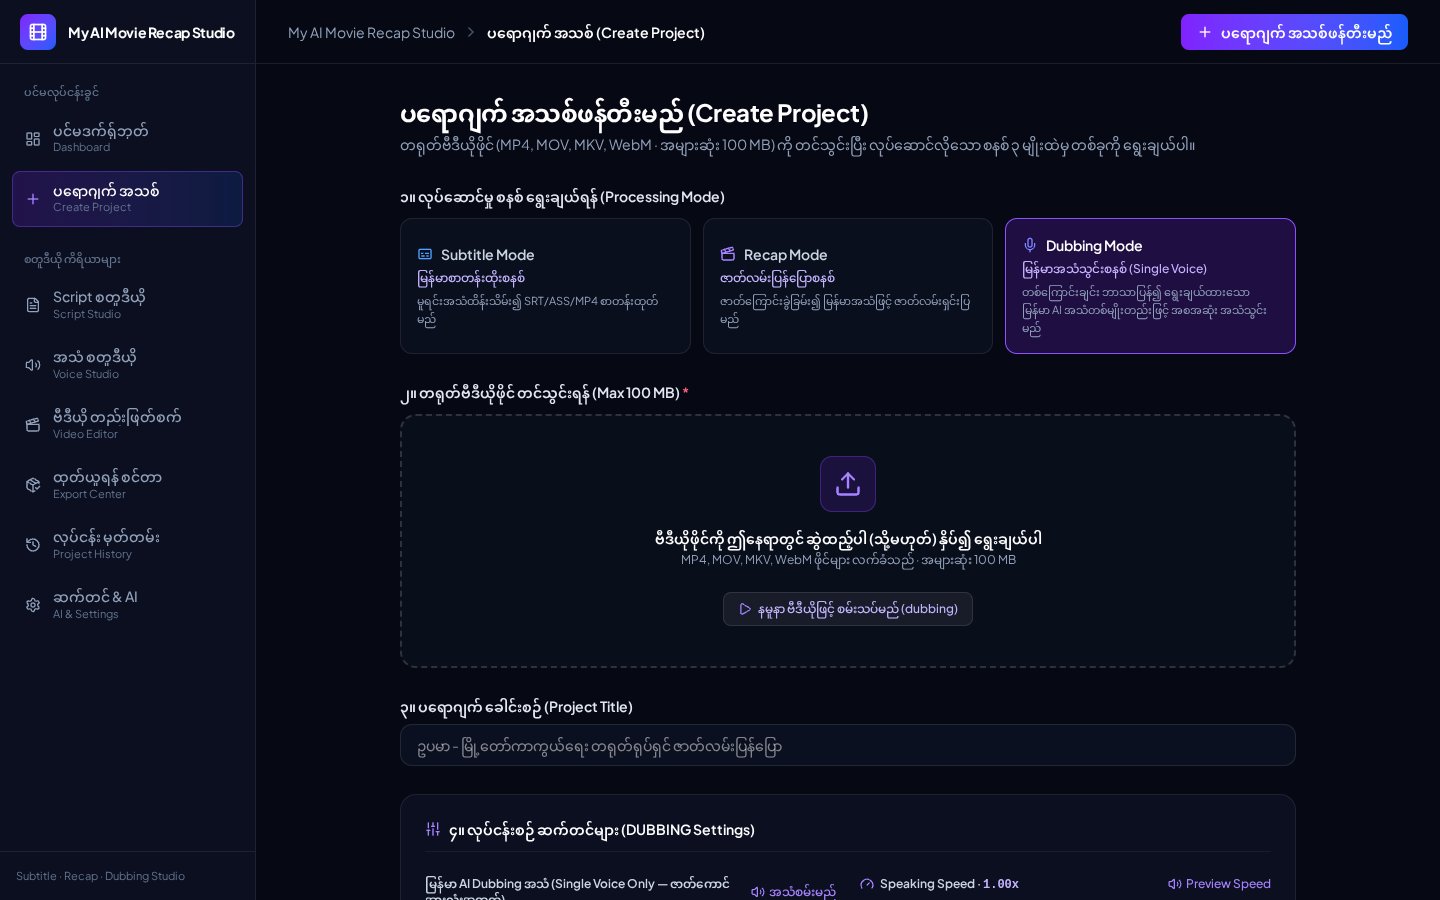 My AI Movie Recap Studio
My AI Movie Recap Studio
ပရောဂျက် အသစ် (Create Project)
ပရောဂျက် အသစ်ဖန်တီးမည်
ပင်မလုပ်ငန်းခွင်
ပင်မဒက်ရှ်ဘုတ်
Dashboard
ပရောဂျက် အသစ်
Create Project
စတူဒီယို ကိရိယာများ
Script စတူဒီယို
Script Studio
အသံ စတူဒီယို
Voice Studio
ဗီဒီယို တည်းဖြတ်စက်
Video Editor
ထုတ်ယူရန် စင်တာ
Export Center
လုပ်ငန်း မှတ်တမ်း
Project History
ဆက်တင် & AI
AI & Settings
Subtitle · Recap · Dubbing Studio
ပရောဂျက် အသစ်ဖန်တီးမည် (Create Project)
တရုတ်ဗီဒီယိုဖိုင် (MP4, MOV, MKV, WebM · အများဆုံး 100 MB) ကို တင်သွင်းပြီး လုပ်ဆောင်လိုသော စနစ် ၃ မျိုးထဲမှ တစ်ခုကို ရွေးချယ်ပါ။
၁။ လုပ်ဆောင်မှု စနစ် ရွေးချယ်ရန် (Processing Mode)
Subtitle Mode
မြန်မာစာတန်းထိုးစနစ်
မူရင်းအသံထိန်းသိမ်း၍ SRT/ASS/MP4 စာတန်းထုတ်
မည်
Recap Mode
ဇာတ်လမ်းပြန်ပြောစနစ်
ဇာတ်ကြောင်းခွဲခြမ်း၍ မြန်မာအသံဖြင့် ဇာတ်လမ်းရှင်းပြ
မည်
Dubbing Mode
မြန်မာအသံသွင်းစနစ် (Single Voice)
တစ်ကြောင်းချင်း ဘာသာပြန်၍ ရွေးချယ်ထားသော
မြန်မာ AI အသံတစ်မျိုးတည်းဖြင့် အစအဆုံး အသံသွင်း
မည်
၂။ တရုတ်ဗီဒီယိုဖိုင် တင်သွင်းရန် (Max 100 MB) *
ဗီဒီယိုဖိုင်ကို ဤနေရာတွင် ဆွဲထည့်ပါ (သို့မဟုတ်) နှိပ်၍ ရွေးချယ်ပါ
MP4, MOV, MKV, WebM ဖိုင်များ လက်ခံသည် · အများဆုံး 100 MB
နမူနာ ဗီဒီယိုဖြင့် စမ်းသပ်မည် (dubbing)
၃။ ပရောဂျက် ခေါင်းစဉ် (Project Title)
ဥပမာ - မြို့တော်ကာကွယ်ရေး တရုတ်ရုပ်ရှင် ဇာတ်လမ်းပြန်ပြော
၄။ လုပ်ငန်းစဉ် ဆက်တင်များ (DUBBING Settings)
မြန်မာ AI Dubbing အသံ (Single Voice Only — ဇာတ်ကောင်
အသံစမ်းမည်
Speaking Speed · 1.00x
Preview Speed